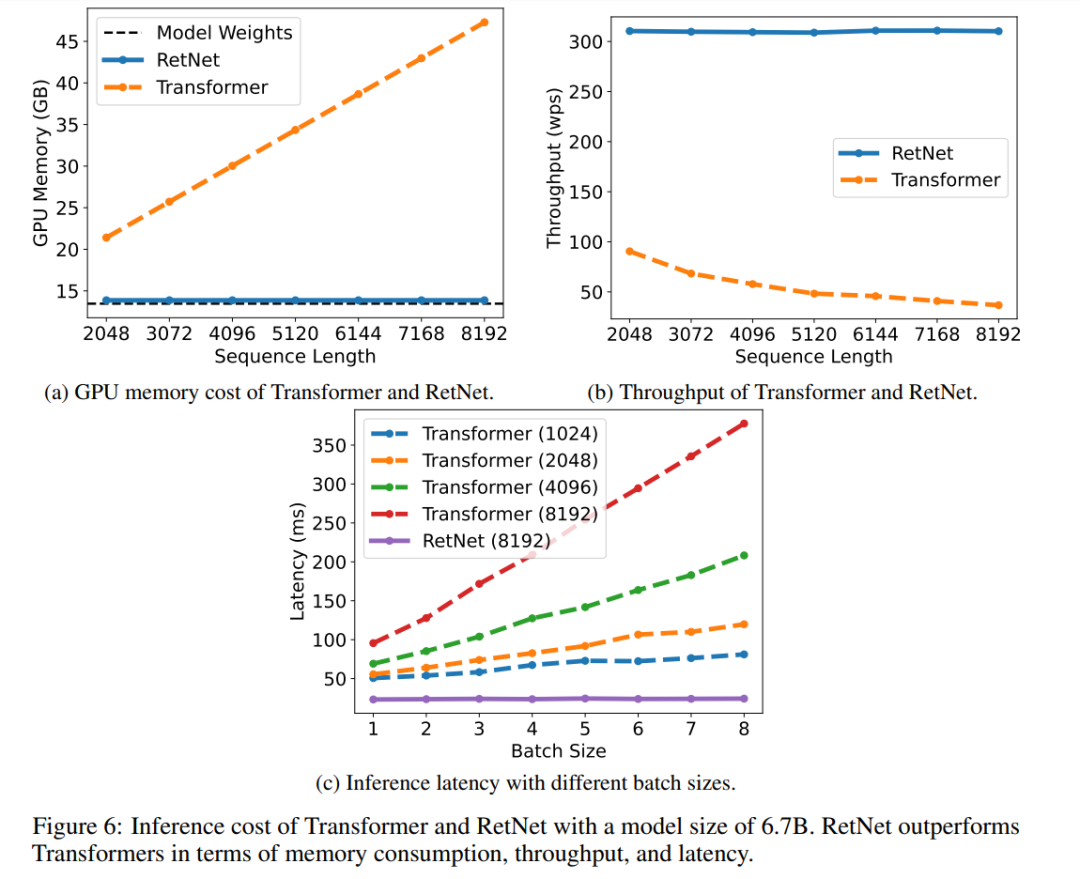 Model Weights
RetNet
Transformer
GPU Memory (GB)
45
40
35
30
25
20
15
2048 3072 4096 5120 6144 7168 8192
Sequence Length
(a) GPU memory cost of Transformer and RetNet.
Throughput (wps)
300
250
200
150
100
50
RetNet
Transformer
2048 3072 4096 5120 6144 7168 8192
Sequence Length
(b) Throughput of Transformer and RetNet.
Latency (ms)
350
300
250
200
150
100
50
Transformer (1024)
Transformer (2048)
Transformer (4096)
Transformer (8192)
RetNet (8192)
1 2 3 4 5 6 7 8
Batch Size
(c) Inference latency with different batch sizes.
Figure 6: Inference cost of Transformer and RetNet with a model size of 6.7B. RetNet outperforms
Transformers in terms of memory consumption, throughput, and latency.